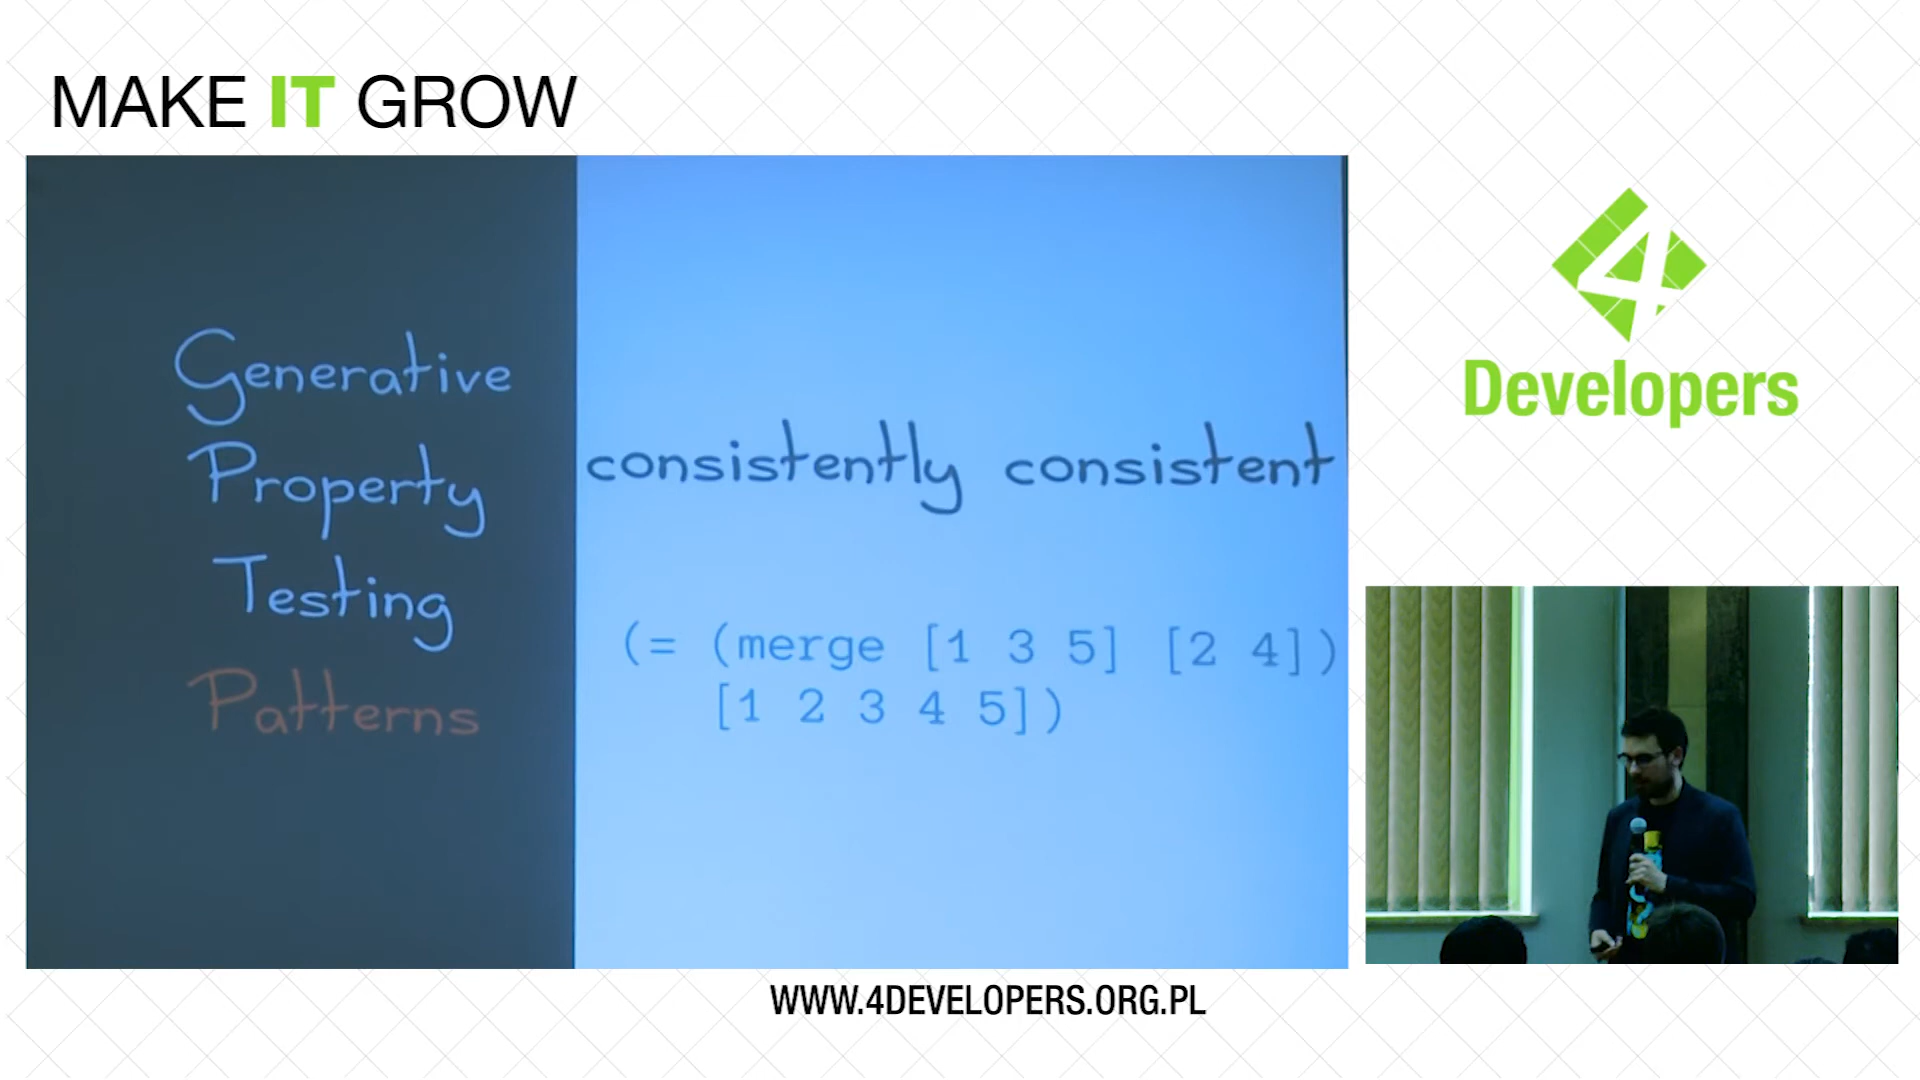 MAKE IT GROW
Generative
Property
Testing
Patterns
consistently consistent
(= (merge [1 3 5] [2 4])
[1 2 3 4 5])
4
Developers
WWW.4DEVELOPERS.ORG.PL